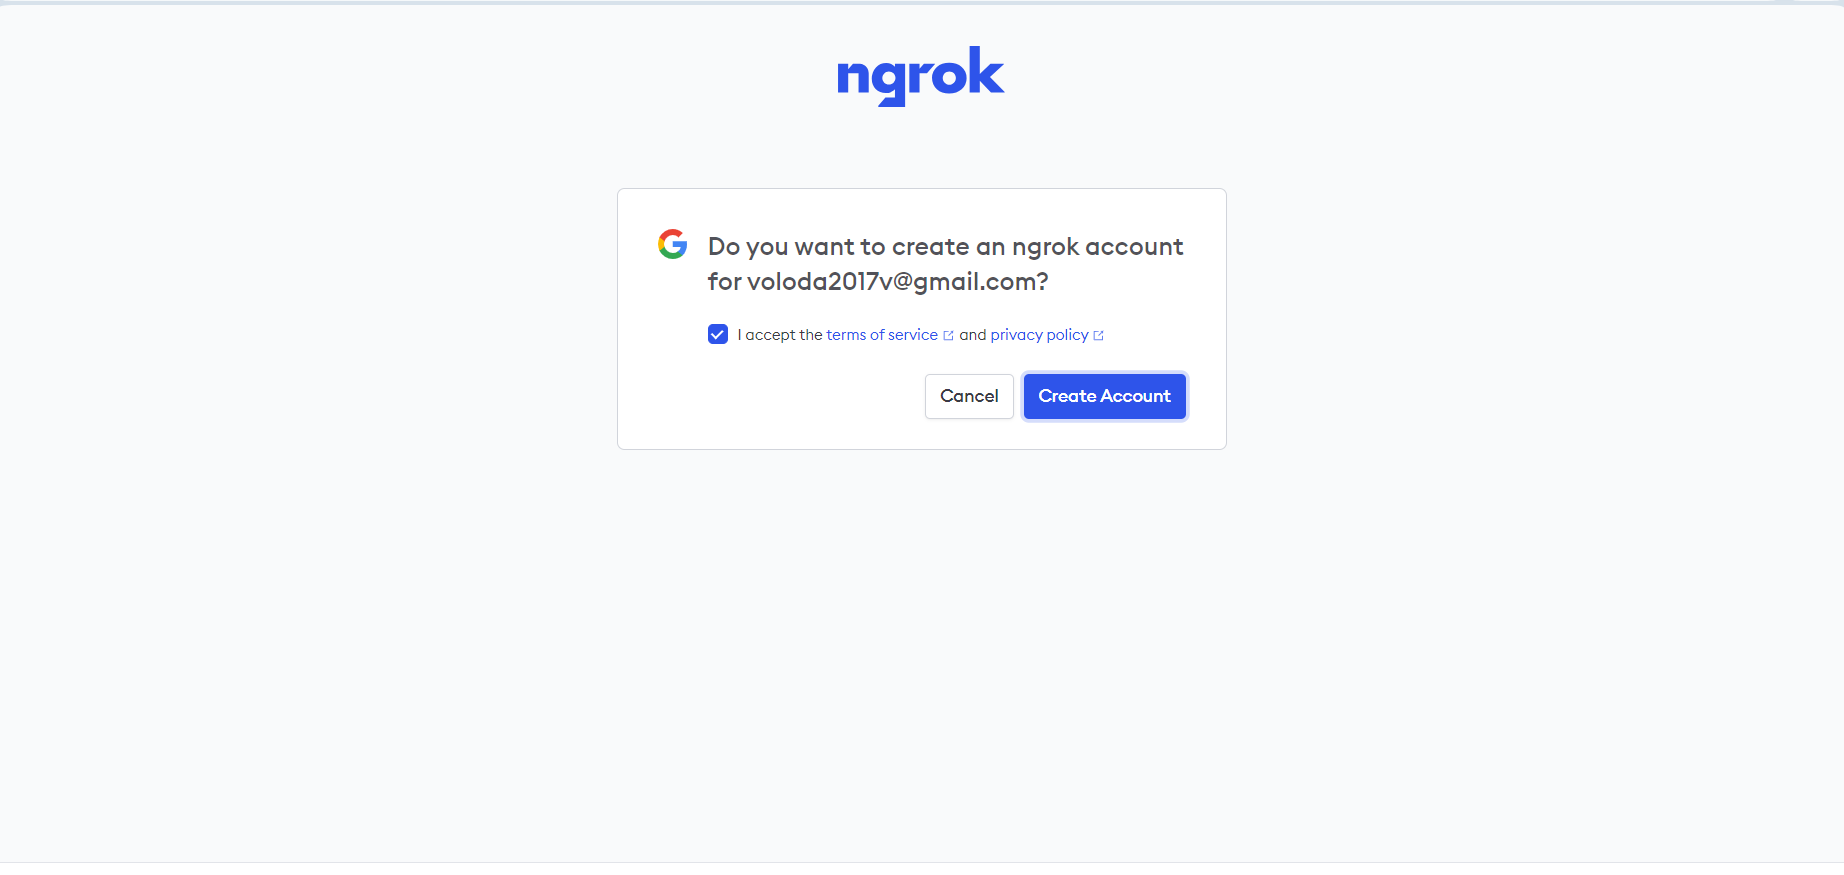 ngrok
Do you want to create an ngrok account
for voloda2017v@gmail.com?
I accept the terms of service and privacy policy
Cancel
Create Account